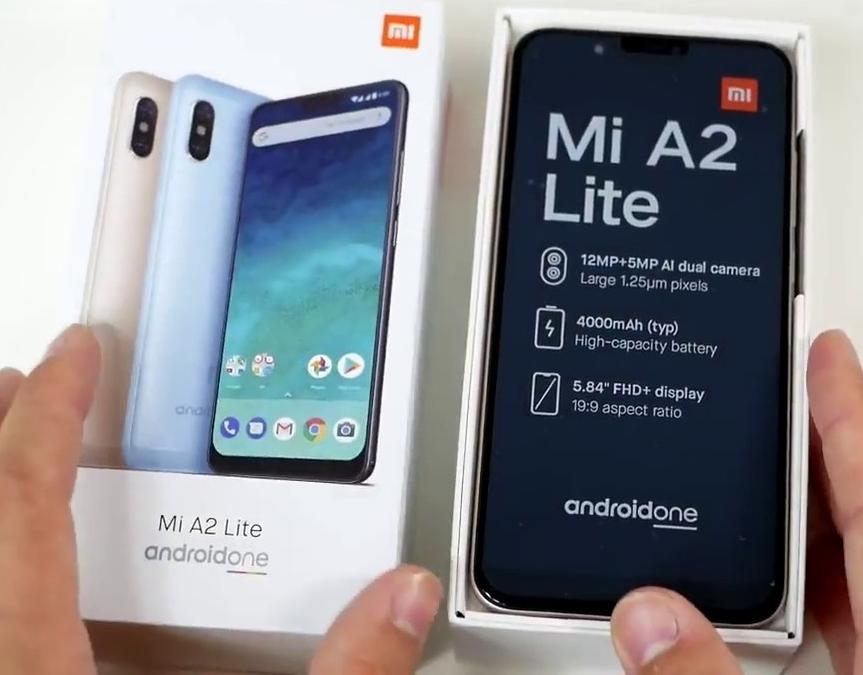 mi
andr
Mi A2 Lite
androidone
mi
Mi A2
Lite
12MP+5MP AI dual camera
Large 1.25μm pixels
4000mAh (typ)
High-capacity battery
5.84" FHD+ display
19:9 aspect ratio
androidone